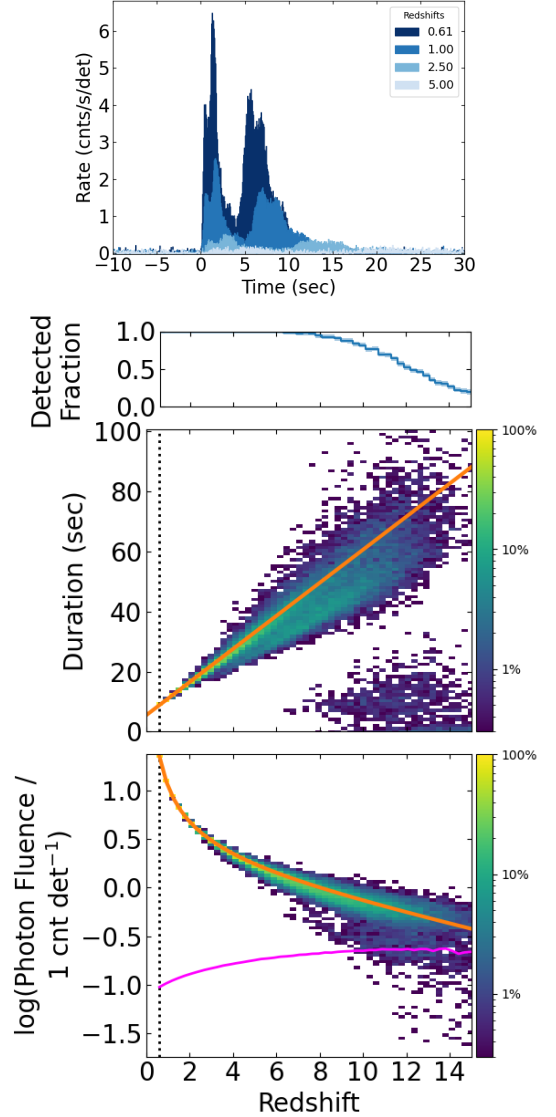 Redshifts
0.61
1.00
2.50
5.00
6
5
4
3
2
1
0
Rate (cnts/s/det)
−10 −5 0 5 10 15 20 25 30
Time (sec)
1.0
0.5
0.0
Detected
Fraction
100
80
60
40
20
0
Duration (sec)
100%
10%
1%
1.0
0.5
0.0
−0.5
−1.0
−1.5
log(Photon Fluence /
1 cnt det⁻¹)
100%
10%
1%
0 2 4 6 8 10 12 14
Redshift